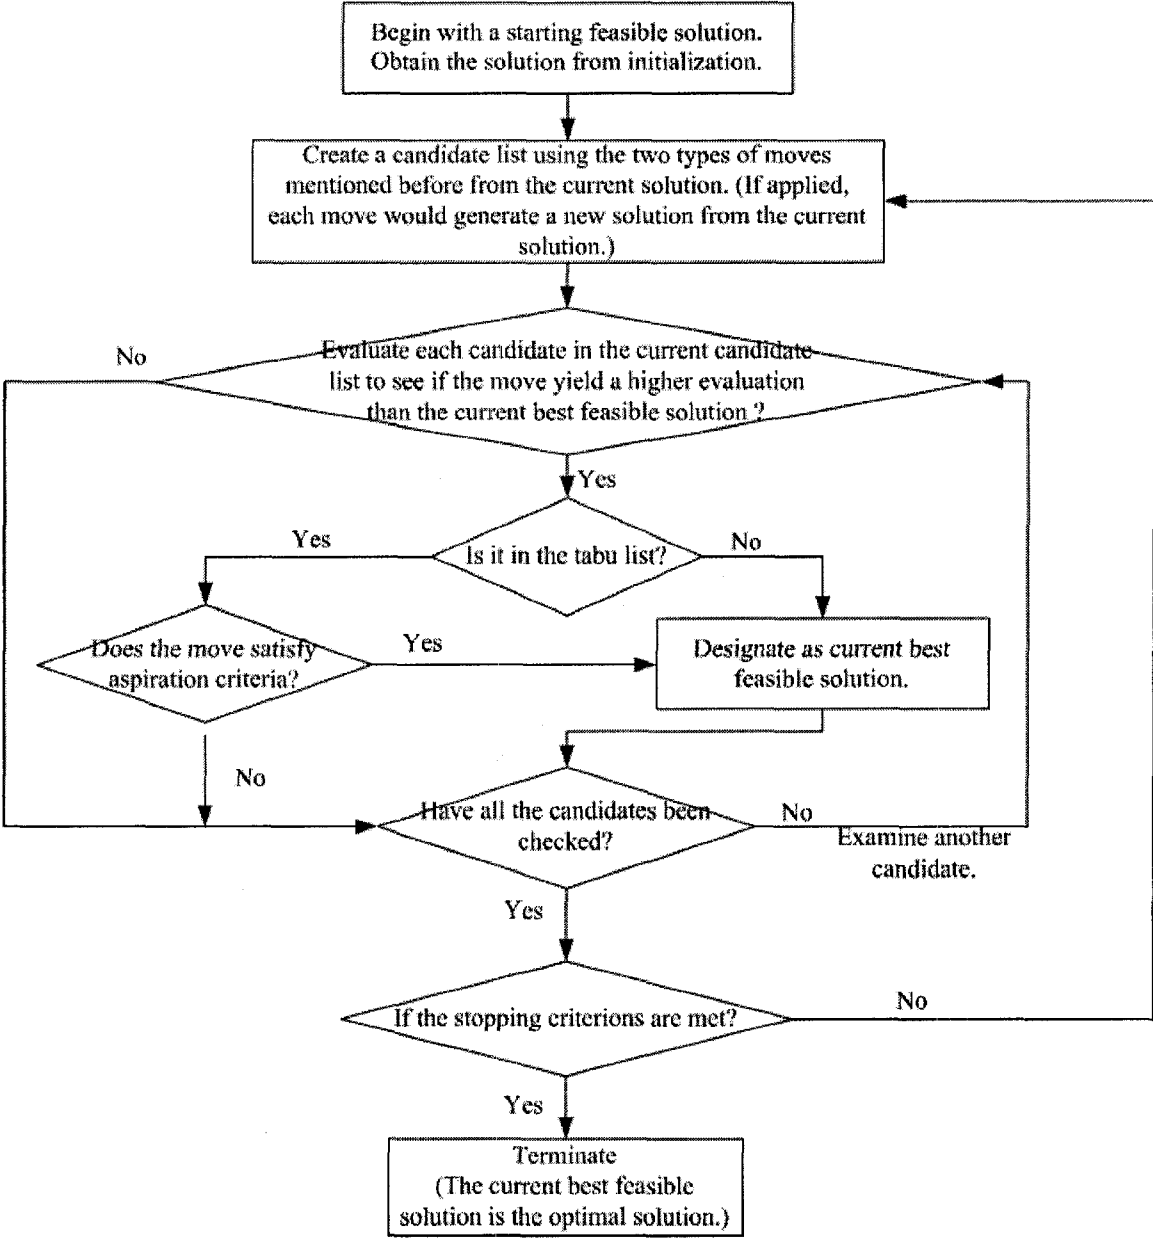 Begin with a starting feasible solution.
Obtain the solution from initialization.
Create a candidate list using the two types of moves
mentioned before from the current solution. (If applied,
each move would generate a new solution from the current
solution.)
No
Evaluate each candidate in the current candidate
list to see if the move yield a higher evaluation
than the current best feasible solution ?
Yes
Yes
Is it in the tabu list?
No
Does the move satisfy
aspiration criteria?
Yes
Designate as current best
feasible solution.
No
Have all the candidates been
checked?
No
Examine another
candidate.
Yes
If the stopping criterions are met?
No
Yes
Terminate
(The current best feasible
solution is the optimal solution.)